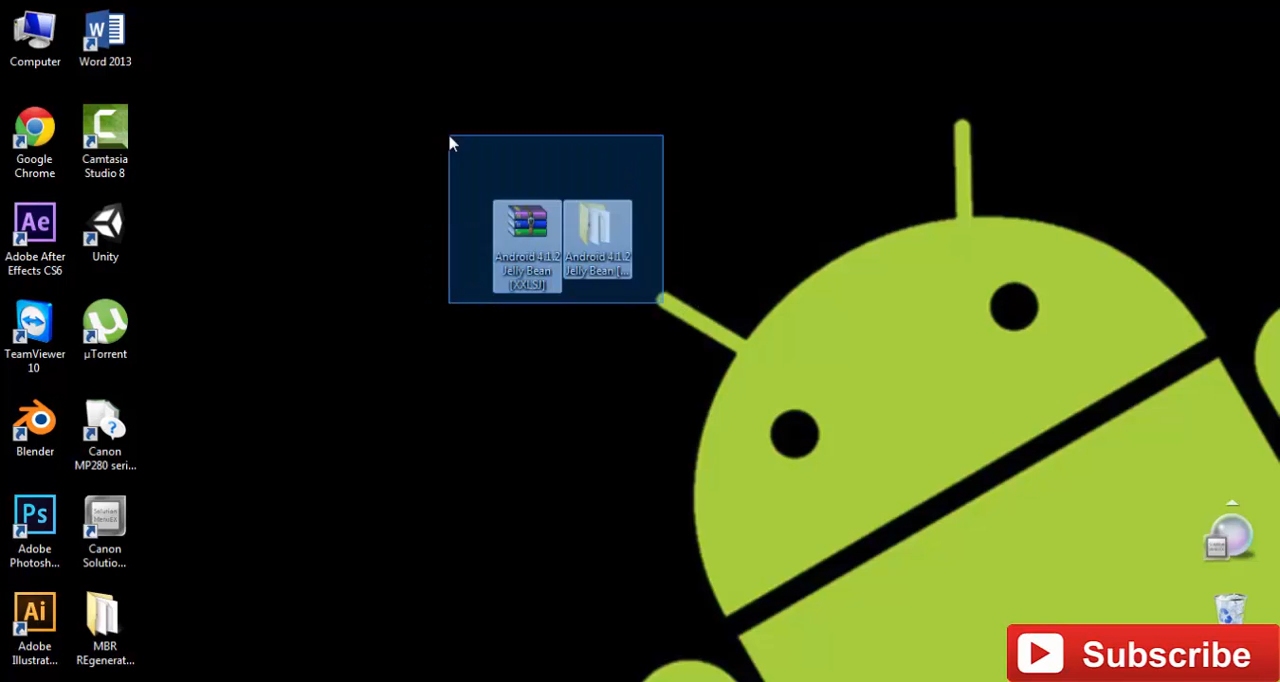 Computer
Word 2013
Google
Chrome
Camtasia
Studio 8
Ae
Adobe After
Effects CS6
Unity
TeamViewer
10
µTorrent
Blender
Canon
MP280 seri...
Ps
Adobe
Photosh...
Canon
Solutio...
Ai
Adobe
Illustrat...
MBR
REgenerat...
Android 4.1.2
Jelly Bean
[XXLSJ]
Android 4.1.2
Jelly Bean [...
Subscribe